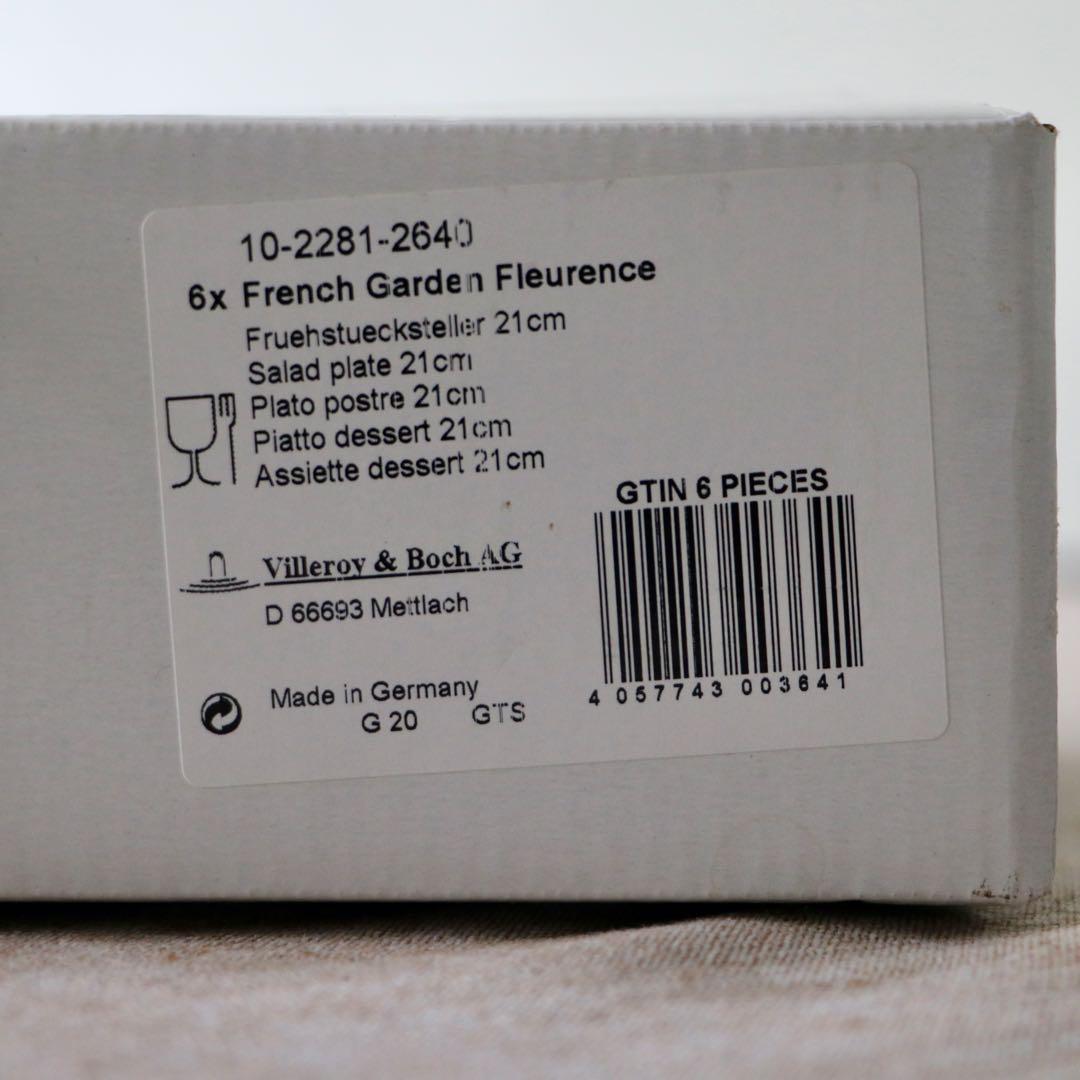 10-2281-2640
6x French Garden Fleurence
Fruehstuecksteller 21cm
Salad plate 21cm
Plato postre 21cm
Piatto dessert 21cm
Assiette dessert 21cm
GTIN 6 PIECES
4 057743 003641
Villeroy & Boch AG
D 66693 Mettlach
Made in Germany
G 20 GTS